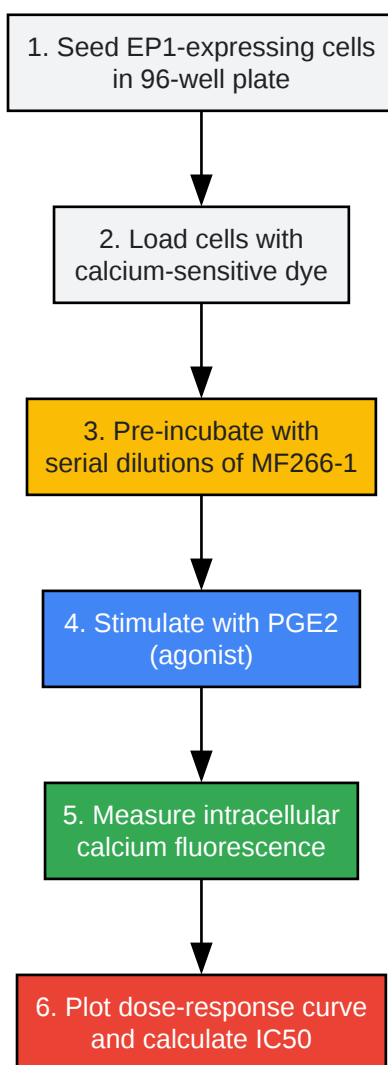 1. Seed EP1-expressing cells
in 96-well plate
2. Load cells with
calcium-sensitive dye
3. Pre-incubate with
serial dilutions of MF266-1
4. Stimulate with PGE2
(agonist)
5. Measure intracellular
calcium fluorescence
6. Plot dose-response curve
and calculate IC50